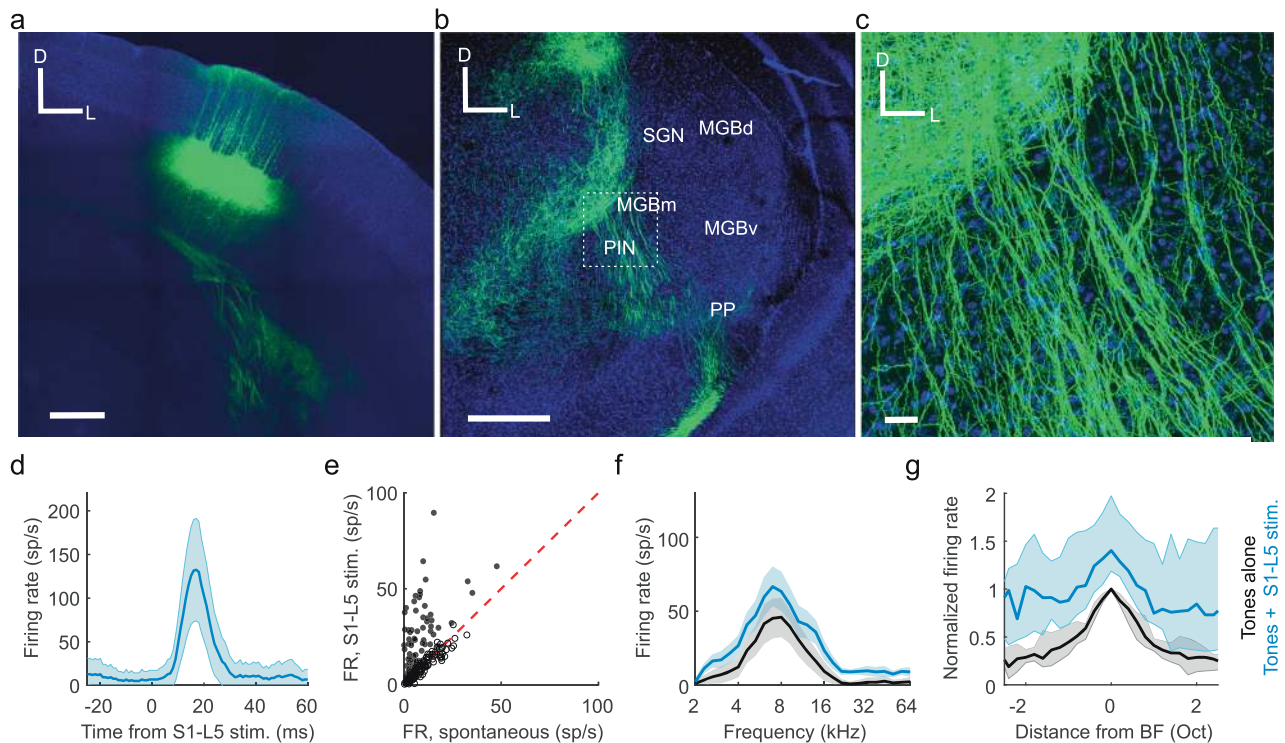 a
b
c
D
L
D
L
SGN
MGBd
MGBm
MGBv
PIN
PP
D
L
d
e
f
g
Firing rate (sp/s)
200
150
100
50
0
-20 0 20 40 60
Time from S1-L5 stim. (ms)
FR, S1-L5 stim. (sp/s)
100
50
0
0 50 100
FR, spontaneous (sp/s)
100
50
0
2 4 8 16 32 64
Frequency (kHz)
Normalized firing rate
2
1.5
1
0.5
0
-2 0 2
Distance from BF (Oct)
Tones alone
Tones + S1-L5 stim.